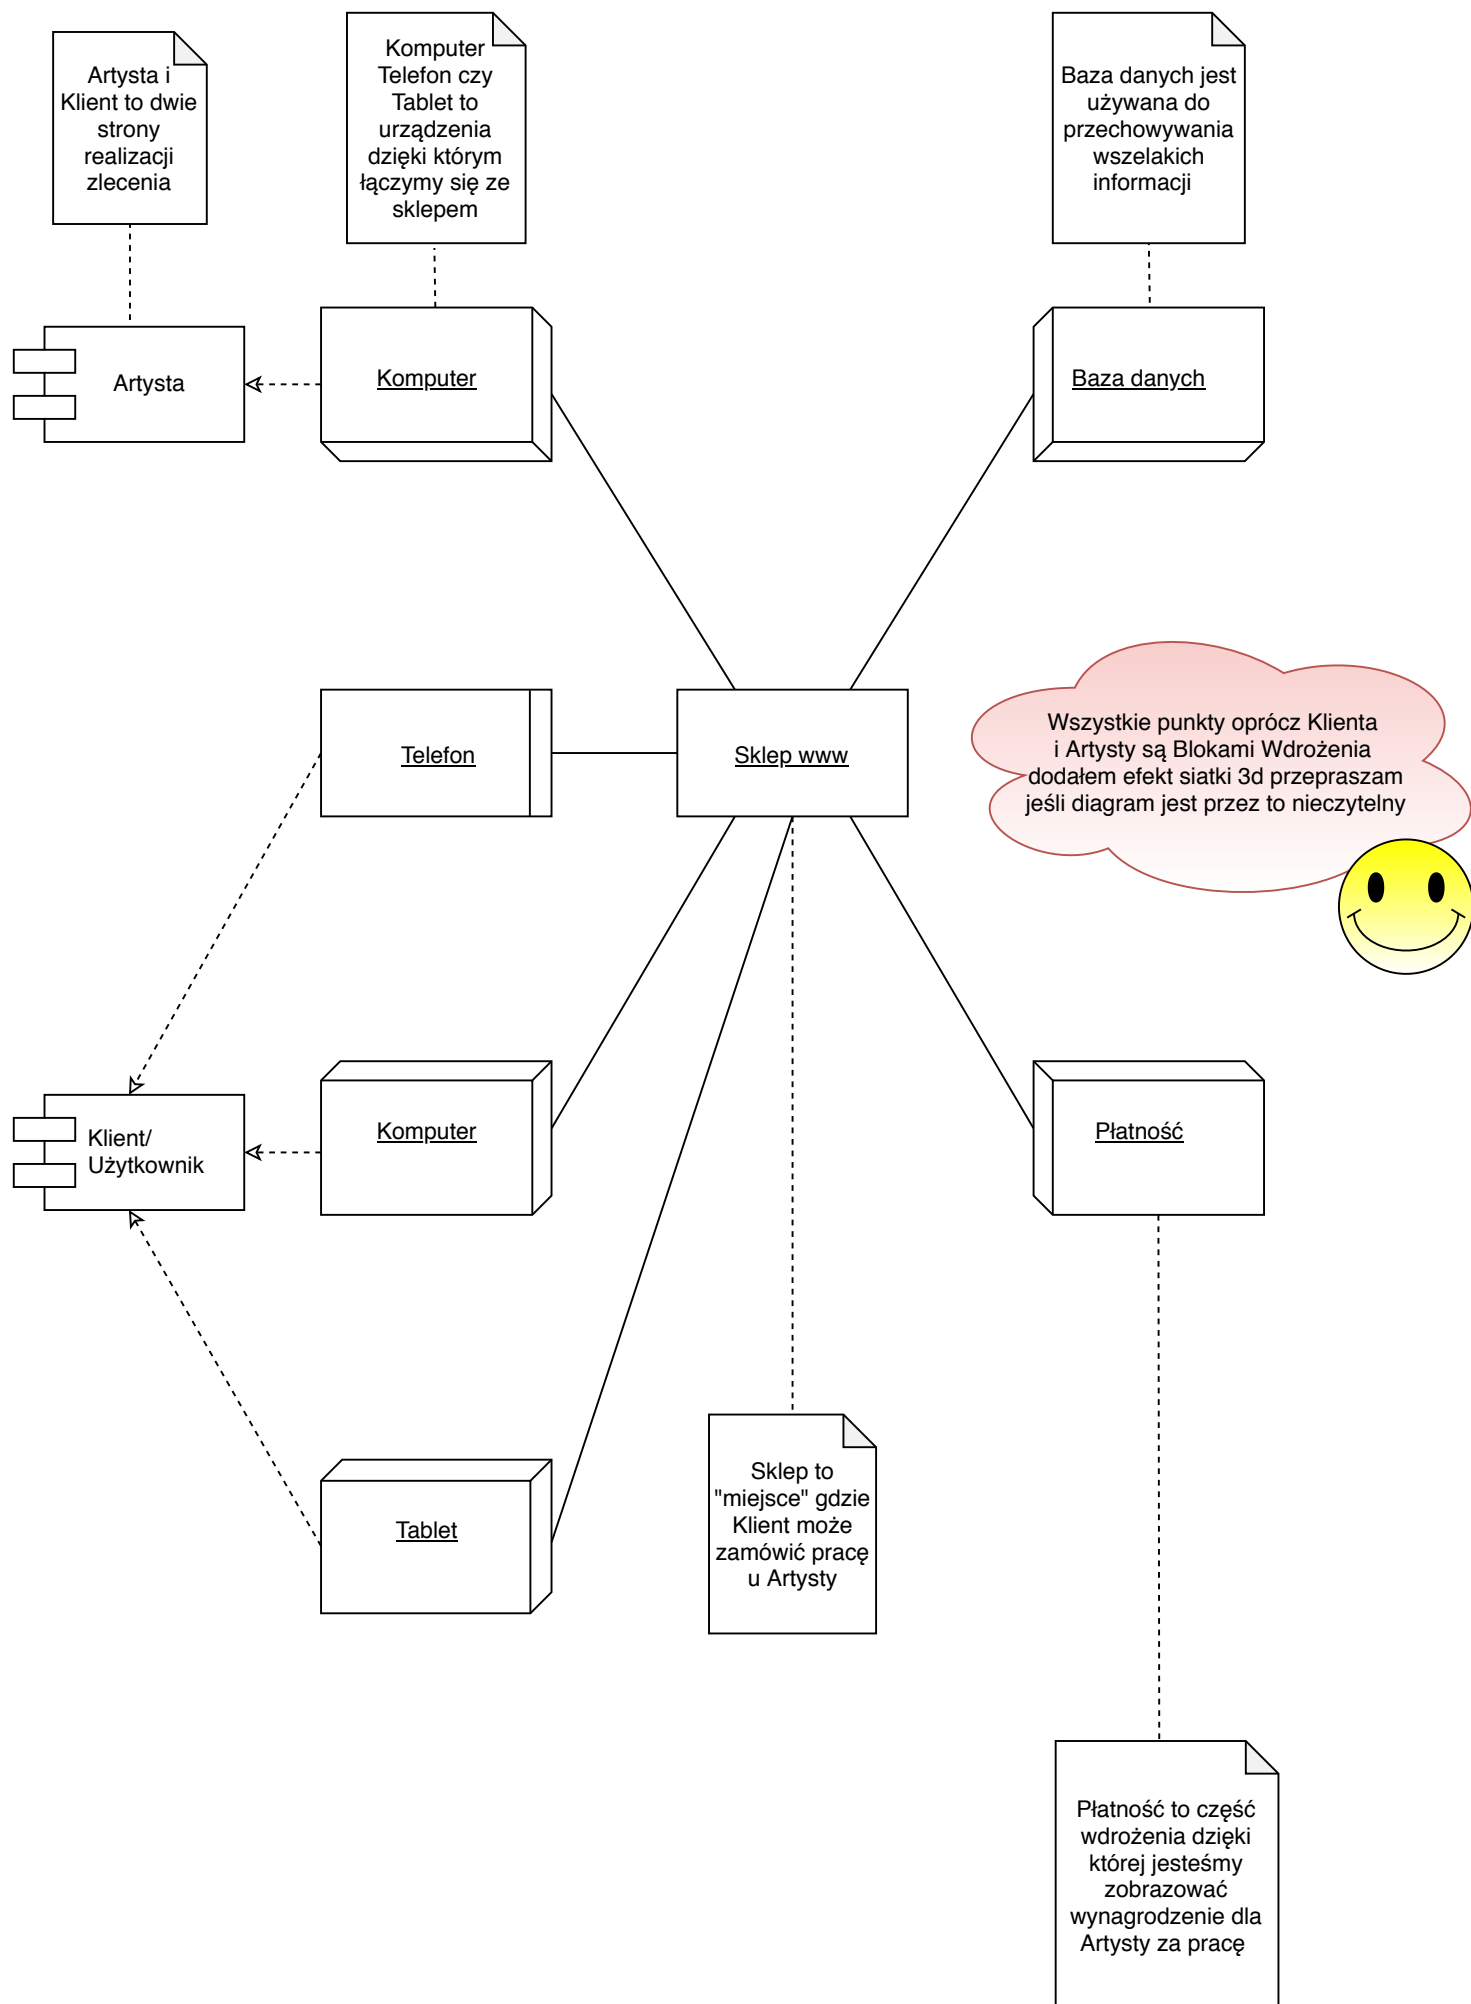 Artysta i
Klient to dwie
strony
realizacji
zlecenia
Komputer
Telefon czy
Tablet to
urządzenia
dzięki którym
łączymy się ze
sklepem
Baza danych jest
używana do
przechowywania
wszelakich
informacji
Artysta
Komputer
Baza danych
Telefon
Sklep www
Wszystkie punkty oprócz Klienta
i Artysty są Blokami Wdrożenia
dodałem efekt siatki 3d przepraszam
jeśli diagram jest przez to nieczytelny
Klient/
Użytkownik
Komputer
Płatność
Tablet
Sklep to
"miejsce" gdzie
Klient może
zamówić pracę
u Artysty
Płatność to część
wdrożenia dzięki
której jesteśmy
zobrazować
wynagrodzenie dla
Artysty za pracę